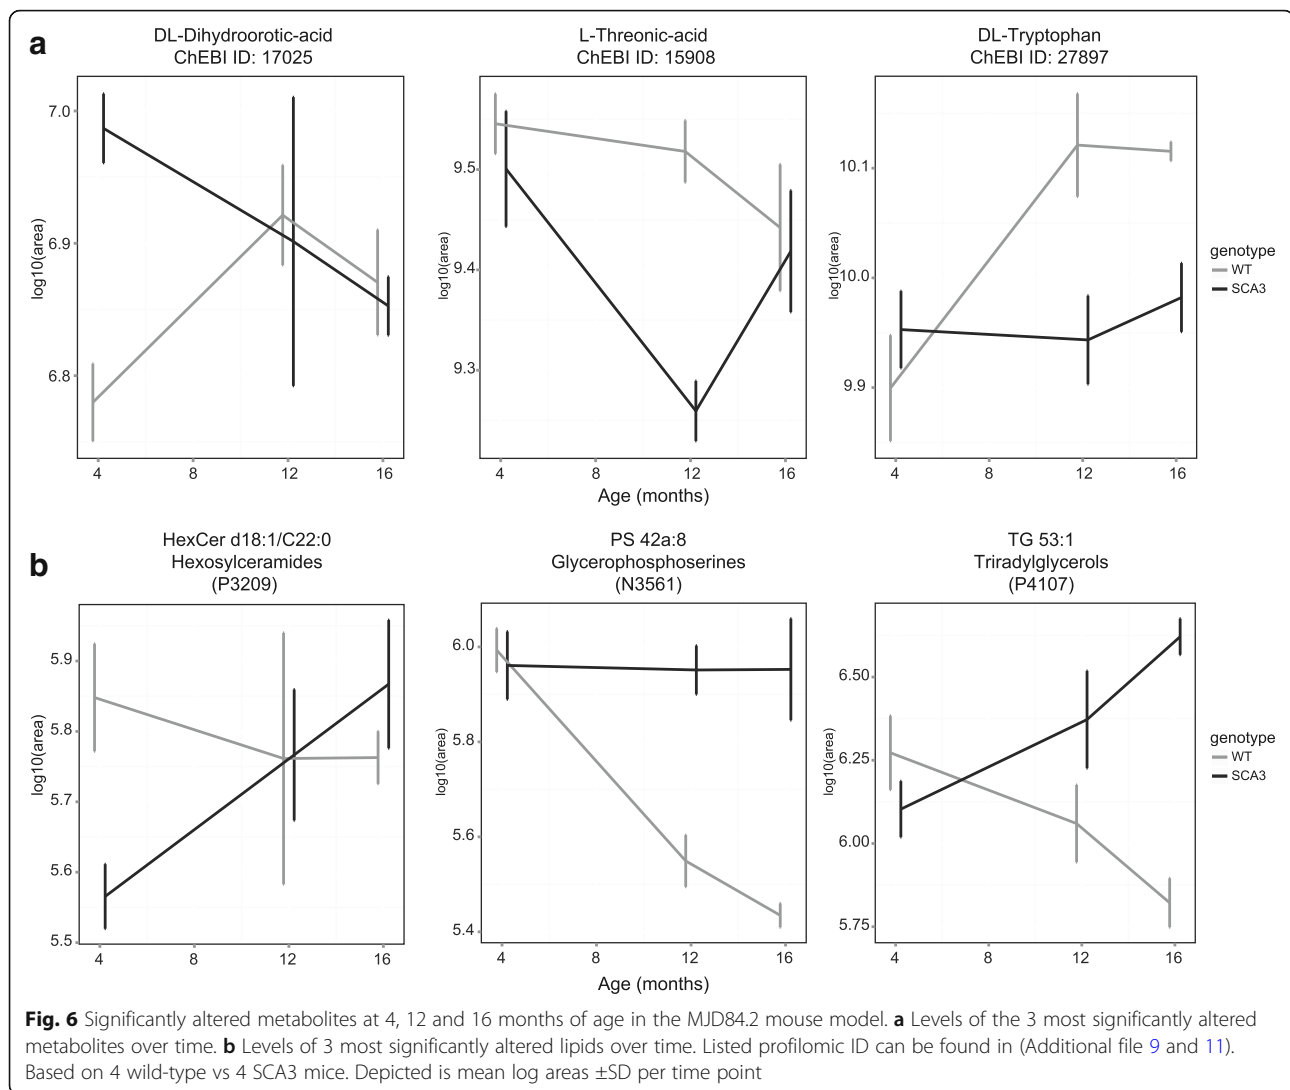 a
DL-Dihydroorotic-acid
ChEBI ID: 17025
L-Threonic-acid
ChEBI ID: 15908
DL-Tryptophan
ChEBI ID: 27897
log10(area)
7.0
6.9
6.8
4 8 12 16
log10(area)
9.5
9.4
9.3
4 8 12 16
log10(area)
10.1
10.0
9.9
4 8 12 16
Age (months)
genotype
WT
SCA3
b
HexCer d18:1/C22:0
Hexosylceramides
(P3209)
PS 42a:8
Glycerophosphoserines
(N3561)
TG 53:1
Triradylglycerols
(P4107)
log10(area)
5.9
5.8
5.7
5.6
5.5
4 8 12 16
log10(area)
6.0
5.8
5.6
5.4
4 8 12 16
log10(area)
6.50
6.25
6.00
5.75
4 8 12 16
Age (months)
genotype
WT
SCA3
Fig. 6 Significantly altered metabolites at 4, 12 and 16 months of age in the MJD84.2 mouse model. a Levels of the 3 most significantly altered
metabolites over time. b Levels of 3 most significantly altered lipids over time. Listed profilomic ID can be found in (Additional file 9 and 11).
Based on 4 wild-type vs 4 SCA3 mice. Depicted is mean log areas ±SD per time point